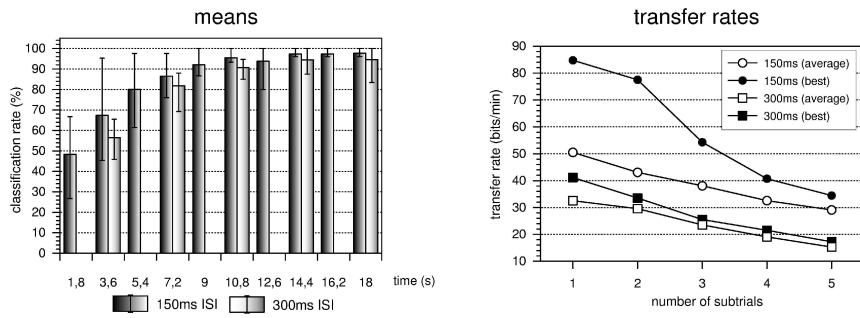 means
classification rate (%)
100
90
80
70
60
50
40
30
20
10
0
1,8 3,6 5,4 7,2 9 10,8 12,6 14,4 16,2 18 time (s)
150ms ISI 300ms ISI
transfer rates
transfer rate (bits/min)
90
80
70
60
50
40
30
20
10
150ms (average)
150ms (best)
300ms (average)
300ms (best)
1 2 3 4 5
number of subtrials